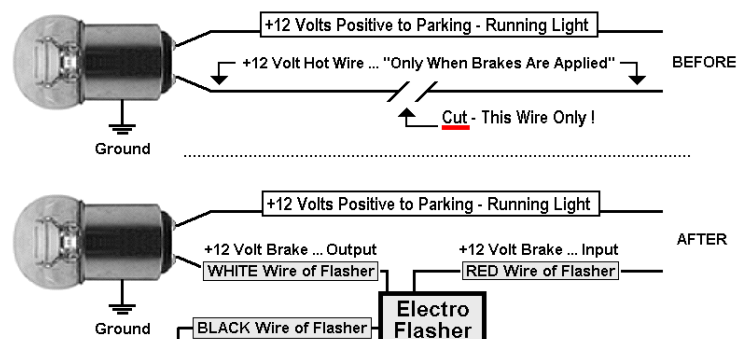 +12 Volts Positive to Parking - Running Light
+12 Volt Hot Wire ... "Only When Brakes Are Applied"
BEFORE
Cut - This Wire Only !
Ground
+12 Volts Positive to Parking - Running Light
AFTER
+12 Volt Brake ... Output
+12 Volt Brake ... Input
WHITE Wire of Flasher
RED Wire of Flasher
Electro
Flasher
Ground
BLACK Wire of Flasher